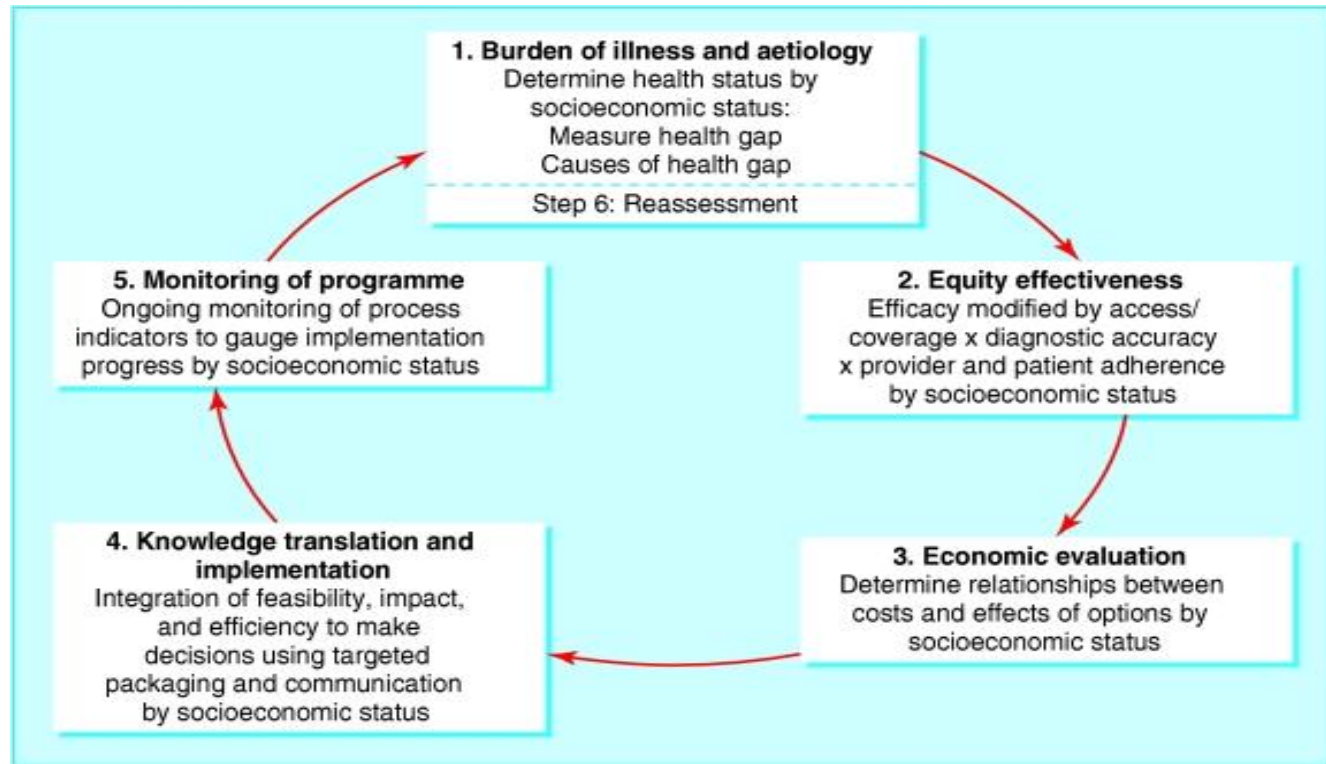 1. Burden of illness and aetiology
Determine health status by
socioeconomic status:
Measure health gap
Causes of health gap
Step 6: Reassessment
2. Equity effectiveness
Efficacy modified by access/
coverage x diagnostic accuracy
x provider and patient adherence
by socioeconomic status
3. Economic evaluation
Determine relationships between
costs and effects of options by
socioeconomic status
4. Knowledge translation and
implementation
Integration of feasibility, impact,
and efficiency to make
decisions using targeted
packaging and communication
by socioeconomic status
5. Monitoring of programme
Ongoing monitoring of process
indicators to gauge implementation
progress by socioeconomic status